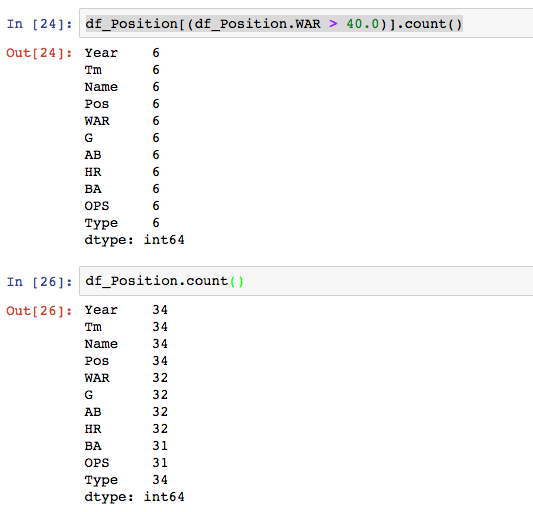 In [24]: df_Position[(df_Position.WAR > 40.0)].count()
Out[24]: Year 6
Tm 6
Name 6
Pos 6
WAR 6
G 6
AB 6
HR 6
BA 6
OPS 6
Type 6
dtype: int64
In [26]: df_Position.count()
Out[26]: Year 34
Tm 34
Name 34
Pos 34
WAR 32
G 32
AB 32
HR 32
BA 31
OPS 31
Type 34
dtype: int64